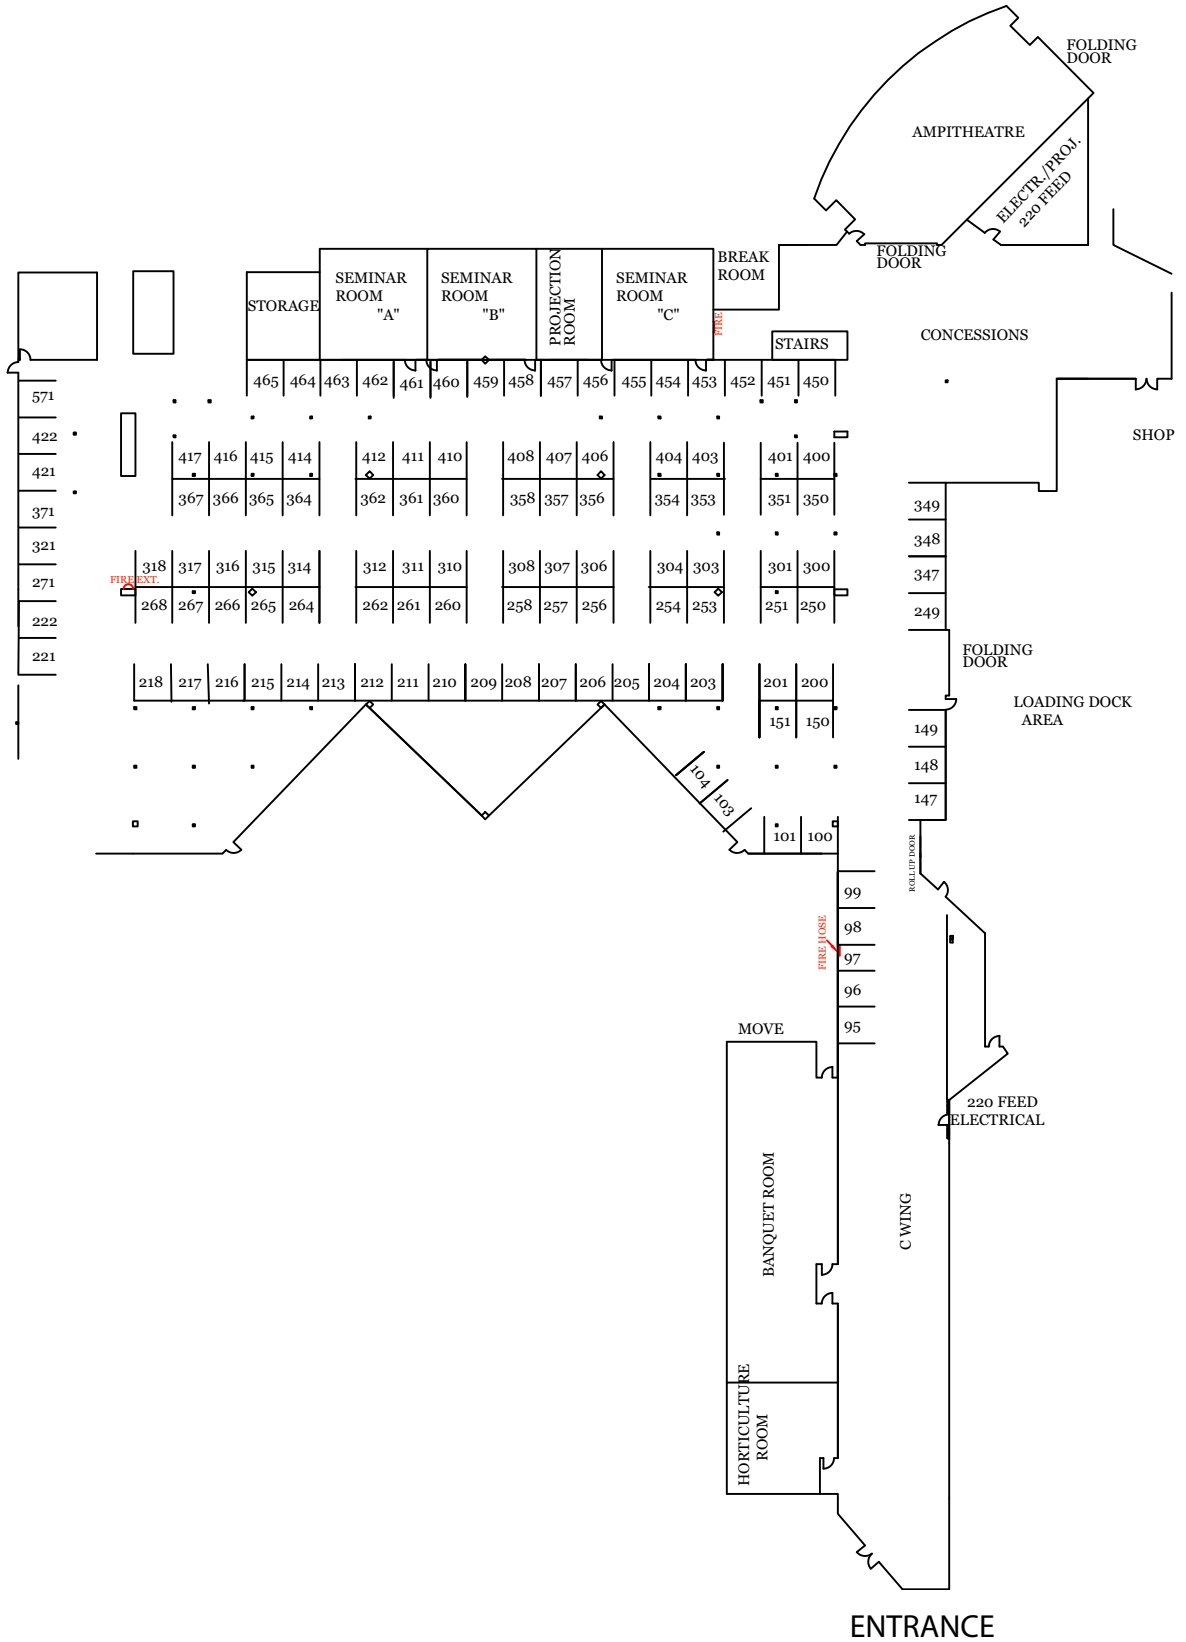 FOLDING
DOOR
AMPITHEATRE
ELECTR./PROJ.
220 FEED
FOLDING
DOOR
BREAK
ROOM
SEMINAR
ROOM
"A"
SEMINAR
ROOM
"B"
PROJECTION
ROOM
SEMINAR
ROOM
"C"
STORAGE
FIRE
STAIRS
CONCESSIONS
SHOP
465 464 463 462 461 460 459 458 457 456 455 454 453 452 451 450
571
422
421
371
321
271
222
221
417 416 415 414 412 411 410 408 407 406 404 403 401 400
367 366 365 364 362 361 360 358 357 356 354 353 351 350
349
348
347
249
318 317 316 315 314 312 311 310 308 307 306 304 303 301 300
FIRE EXT.
268 267 266 265 264 262 261 260 258 257 256 254 253 251 250
FOLDING
DOOR
218 217 216 215 214 213 212 211 210 209 208 207 206 205 204 203 201 200
151 150
LOADING DOCK
AREA
149
148
147
104
103
101 100
ROLL UP DOOR
99
98
97
96
95
FIRE HOSE
MOVE
220 FEED
ELECTRICAL
BANQUET ROOM
C WING
HORTICULTURE
ROOM
ENTRANCE